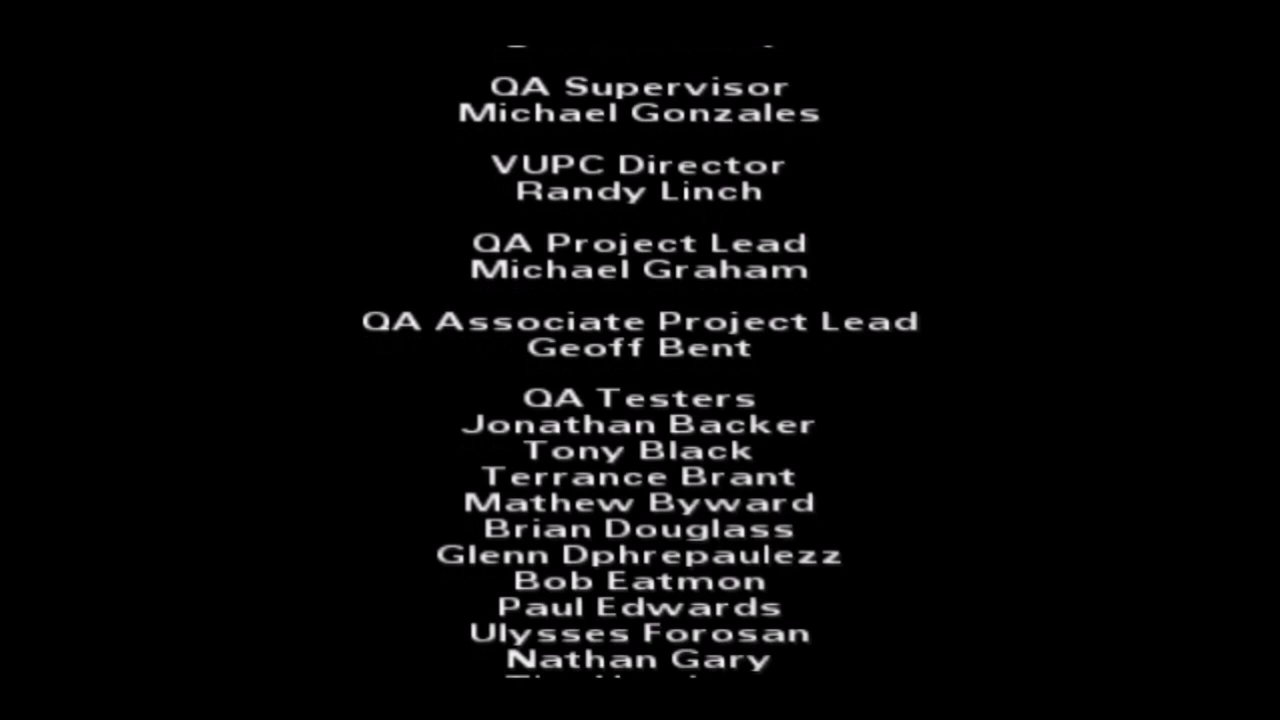 QA Supervisor
Michael Gonzales
VUPC Director
Randy Linch
QA Project Lead
Michael Graham
QA Associate Project Lead
Geoff Bent
QA Testers
Jonathan Backer
Tony Black
Terrance Brant
Mathew Byward
Brian Douglass
Glenn Dphrepaulezz
Bob Eatmon
Paul Edwards
Ulysses Forosan
Nathan Gary